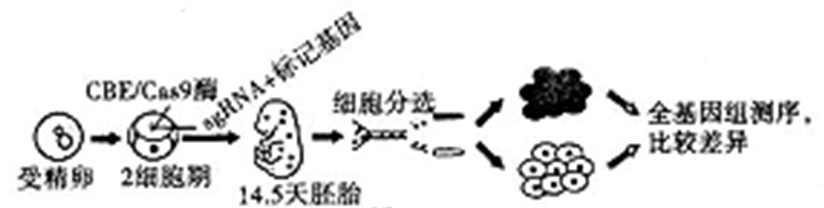 CBE/Cas9酶
sgRNA+标记基因
细胞分选
全基因组测序,
比较差异
受精卵
2细胞期
14.5天胚胎